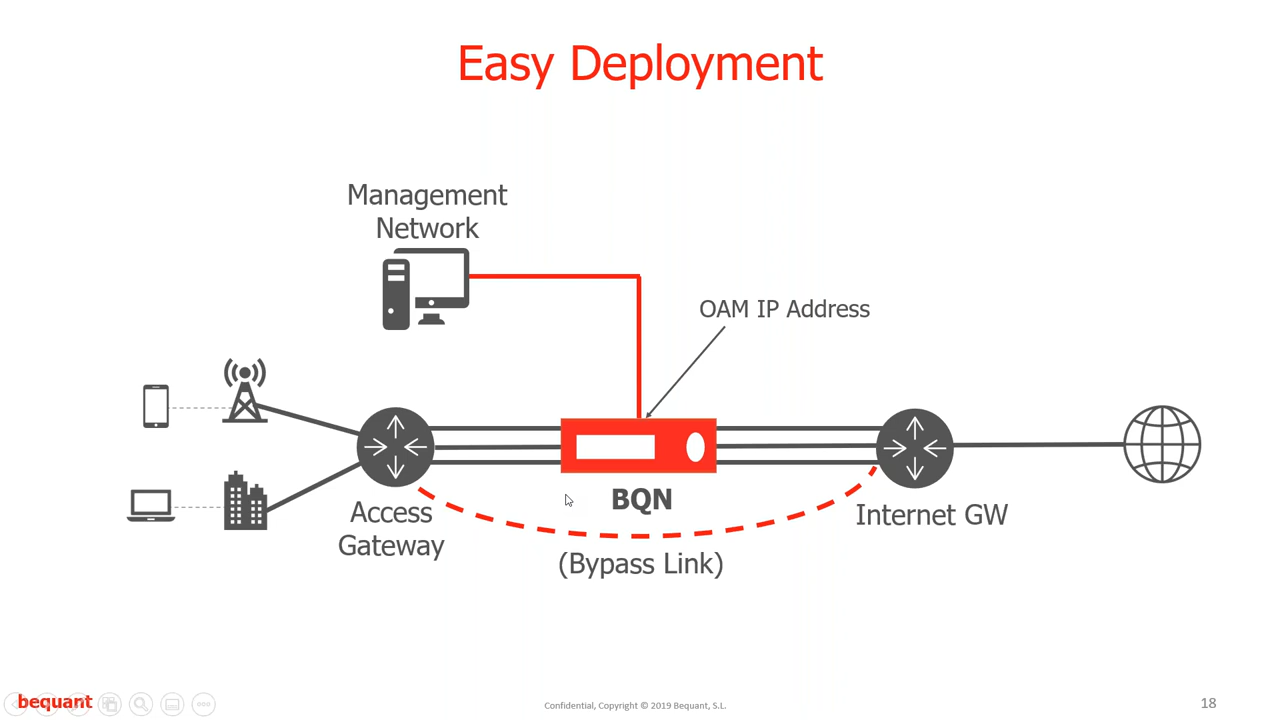 Easy Deployment
Management
Network
OAM IP Address
Access
Gateway
BQN
(Bypass Link)
Internet GW
bequant
Confidential, Copyright © 2019 Bequant, S.L.
18